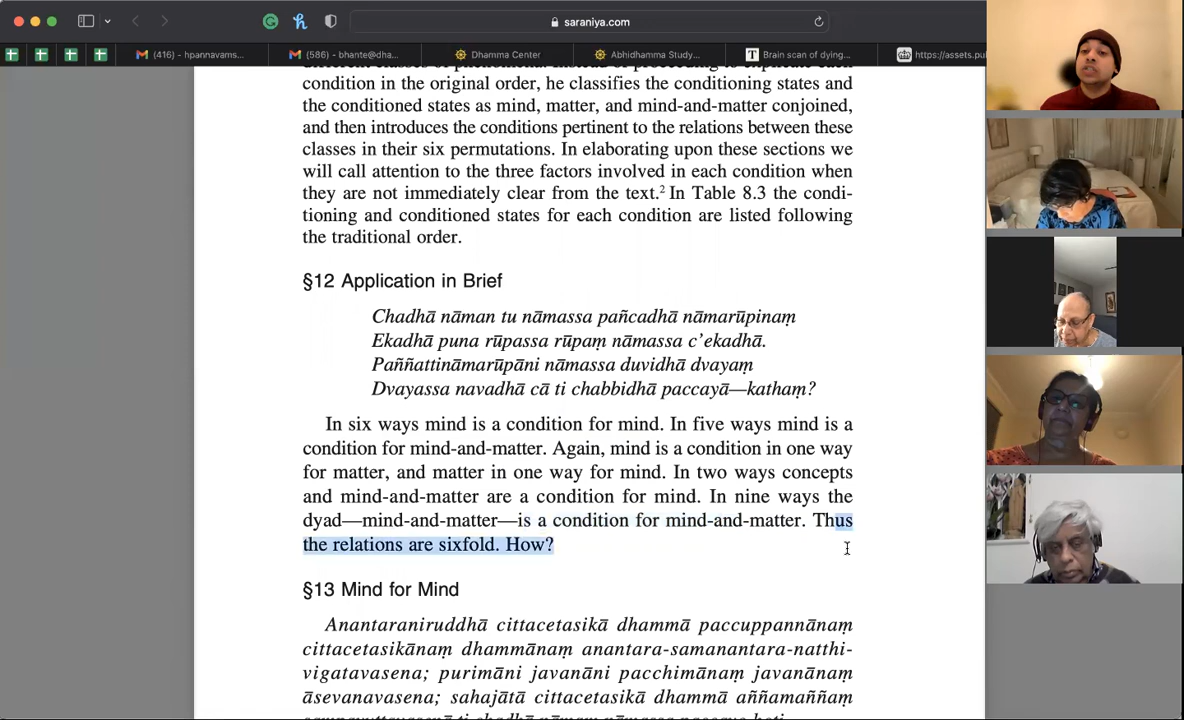 saraniya.com
M (416) - hpannavams...
M (586) - bhante@dha...
Dhamma Center
Abhidhamma Study...
T Brain scan of dying...
https://assets.pu
condition in the original order, he classifies the conditioning states and
the conditioned states as mind, matter, and mind-and-matter conjoined,
and then introduces the conditions pertinent to the relations between these
classes in their six permutations. In elaborating upon these sections we
will call attention to the three factors involved in each condition when
they are not immediately clear from the text.² In Table 8.3 the condi-
tioning and conditioned states for each condition are listed following
the traditional order.
§12 Application in Brief
Chadhā nāman tu nāmassa pañcadhā nāmarūpinaṃ
Ekadhā puna rūpassa rūpaṃ nāmassa c'ekadhā.
Paññattināmarūpāni nāmassa duvidhā dvayaṃ
Dvayassa navadhā cā ti chabbidhā paccayā—kathaṃ?
In six ways mind is a condition for mind. In five ways mind is a
condition for mind-and-matter. Again, mind is a condition in one way
for matter, and matter in one way for mind. In two ways concepts
and mind-and-matter are a condition for mind. In nine ways the
dyad—mind-and-matter—is a condition for mind-and-matter. Thus
the relations are sixfold. How?
§13 Mind for Mind
Anantaraniruddhā cittacetasikā dhammā paccuppannānaṃ
cittacetasikānaṃ dhammānaṃ anantara-samanantara-natthi-
vigatavasena; purimāni javanāni pacchimānaṃ javanānaṃ
āsevanavasena; sahajātā cittacetasikā dhammā aññamaññaṃ